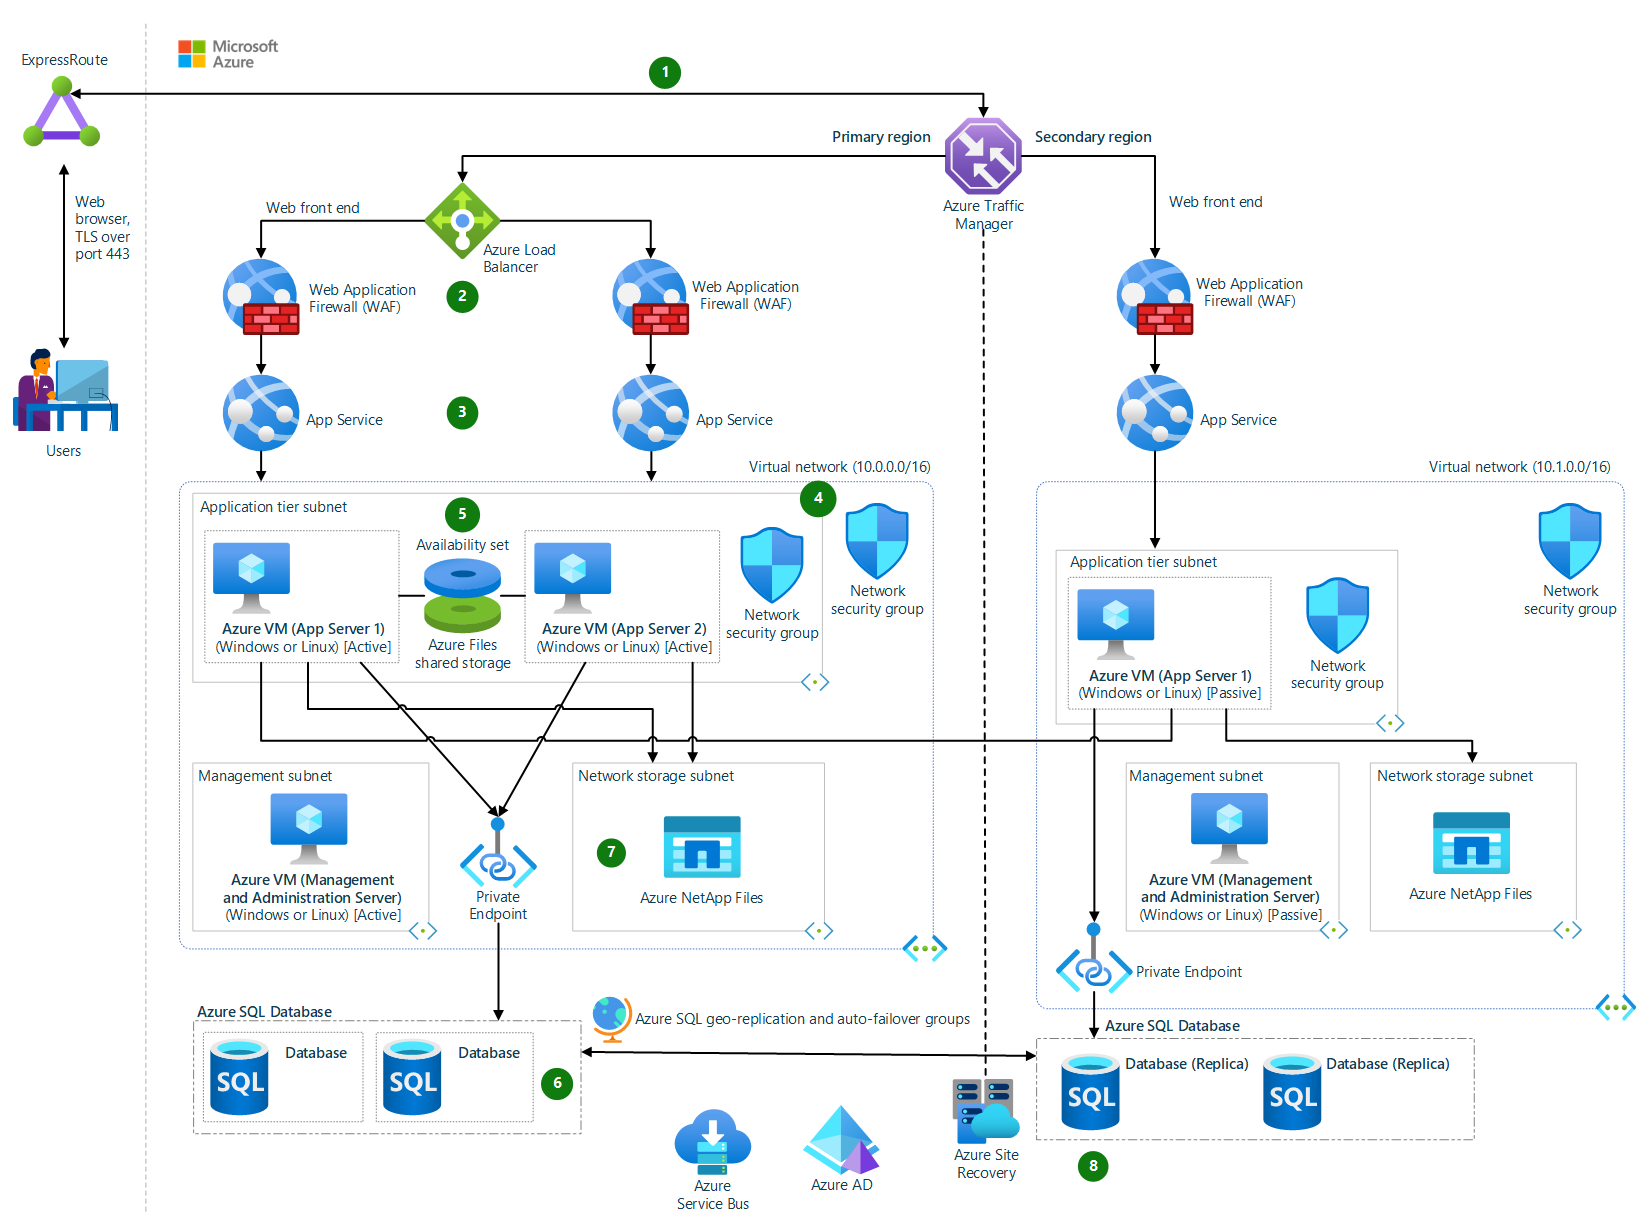 ExpressRoute
Microsoft
Azure
1
Primary region
Secondary region
Azure Traffic
Manager
Web
browser,
TLS over
port 443
Users
Web front end
Azure Load
Balancer
Web front end
Web Application
Firewall (WAF)
2
Web Application
Firewall (WAF)
Web Application
Firewall (WAF)
App Service
3
App Service
App Service
Virtual network (10.0.0.0/16)
Virtual network (10.1.0.0/16)
Application tier subnet
4
5
Availability set
Azure Files
shared storage
Azure VM (App Server 1)
(Windows or Linux) [Active]
Azure VM (App Server 2)
(Windows or Linux) [Active]
Network
security group
Network
security group
Application tier subnet
Azure VM (App Server 1)
(Windows or Linux) [Passive]
Network
security group
Network
security group
Management subnet
Azure VM (Management
and Administration Server)
(Windows or Linux) [Active]
Private
Endpoint
Network storage subnet
7
Azure NetApp Files
Management subnet
Azure VM (Management
and Administration Server)
(Windows or Linux) [Passive]
Network storage subnet
Azure NetApp Files
Private Endpoint
Azure SQL Database
SQL
Database
SQL
Database
6
Azure SQL geo-replication and auto-failover groups
Azure SQL Database
SQL
Database (Replica)
SQL
Database (Replica)
8
Azure
Service Bus
Azure AD
Azure Site
Recovery